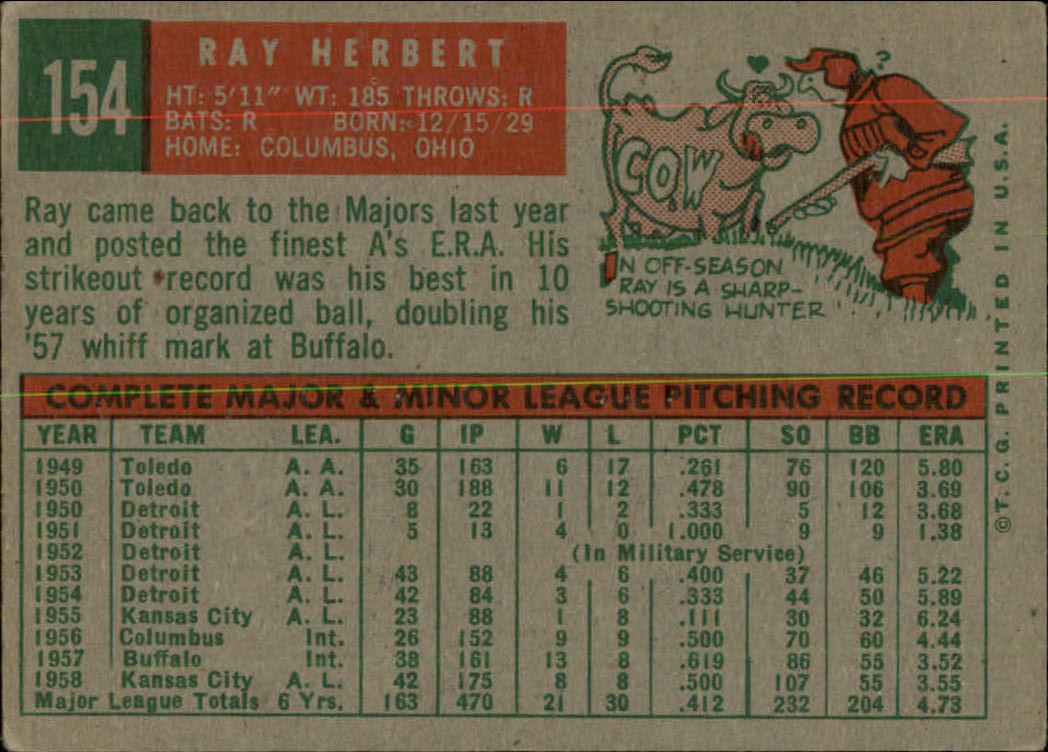 154
RAY HERBERT
HT: 5'11" WT: 185 THROWS: R
BATS: R BORN: 12/15/29
HOME: COLUMBUS, OHIO
Ray came back to the Majors last year
and posted the finest A's E.R.A. His
strikeout record was his best in 10
years of organized ball, doubling his
'57 whiff mark at Buffalo.
?
COW
IN OFF-SEASON
RAY IS A SHARP-
SHOOTING HUNTER
COMPLETE MAJOR & MINOR LEAGUE PITCHING RECORD
YEAR TEAM LEA. G IP W L PCT SO BB ERA
1949 Toledo A. A. 35 163 6 17 .261 76 120 5.80
1950 Toledo A. A. 30 188 11 12 .478 90 106 3.69
1950 Detroit A. L. 8 22 1 2 .333 5 12 3.68
1951 Detroit A. L. 5 13 4 0 1.000 9 9 1.38
1952 Detroit A. L. (In Military Service)
1953 Detroit A. L. 43 88 4 6 .400 37 46 5.22
1954 Detroit A. L. 42 84 3 6 .333 44 50 5.89
1955 Kansas City A. L. 23 88 1 8 .111 30 32 6.24
1956 Columbus Int. 26 152 9 9 .500 70 60 4.44
1957 Buffalo Int. 38 161 13 8 .619 86 55 3.52
1958 Kansas City A. L. 42 175 8 8 .500 107 55 3.55
Major League Totals 6 Yrs. 163 470 21 30 .412 232 204 4.73
©T. C. G. PRINTED IN U.S.A.